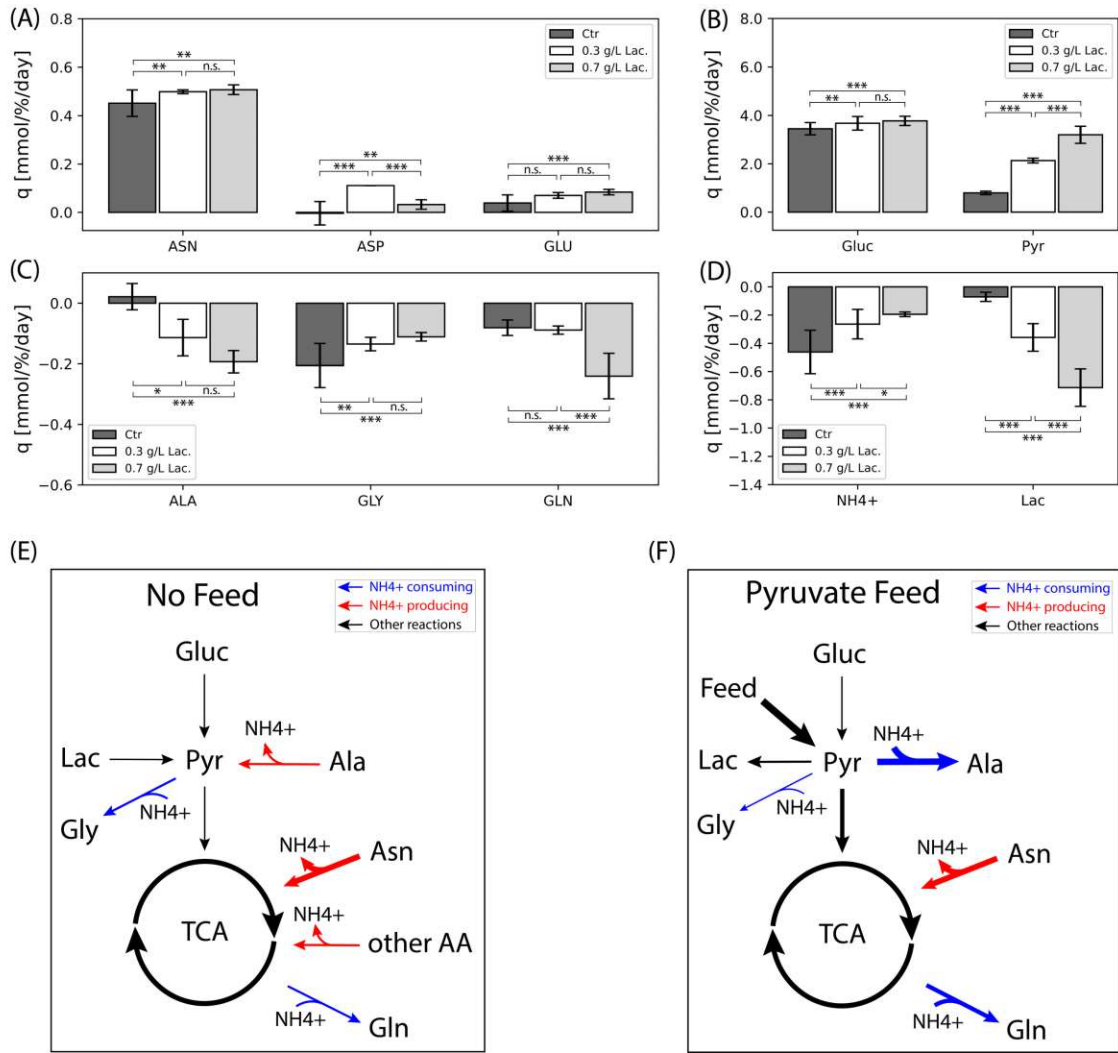 (A)
q [mmol/%/day]
0.8
0.6
0.4
0.2
0.0
Ctr
0.3 g/L Lac.
0.7 g/L Lac.
**
** n.s.
**
*** ***
***
n.s. n.s.
ASN ASP GLU
(B)
q [mmol/%/day]
8.0
6.0
4.0
2.0
0.0
Ctr
0.3 g/L Lac.
0.7 g/L Lac.
***
** n.s.
***
*** ***
Gluc Pyr
(C)
q [mmol/%/day]
0.0
−0.2
−0.4
−0.6
* n.s.
***
** n.s.
***
n.s. ***
***
Ctr
0.3 g/L Lac.
0.7 g/L Lac.
ALA GLY GLN
(D)
q [mmol/%/day]
−0.0
−0.2
−0.4
−0.6
−0.8
−1.0
−1.2
−1.4
*** *
***
*** ***
***
Ctr
0.3 g/L Lac.
0.7 g/L Lac.
NH4+ Lac
(E)
No Feed
NH4+ consuming
NH4+ producing
Other reactions
Gluc
NH4+
Lac Pyr Ala
NH4+
Gly
NH4+ Asn
TCA
NH4+
other AA
NH4+
Gln
(F)
Pyruvate Feed
NH4+ consuming
NH4+ producing
Other reactions
Gluc
Feed
NH4+
Lac Pyr Ala
NH4+
Gly
NH4+ Asn
TCA
NH4+
Gln